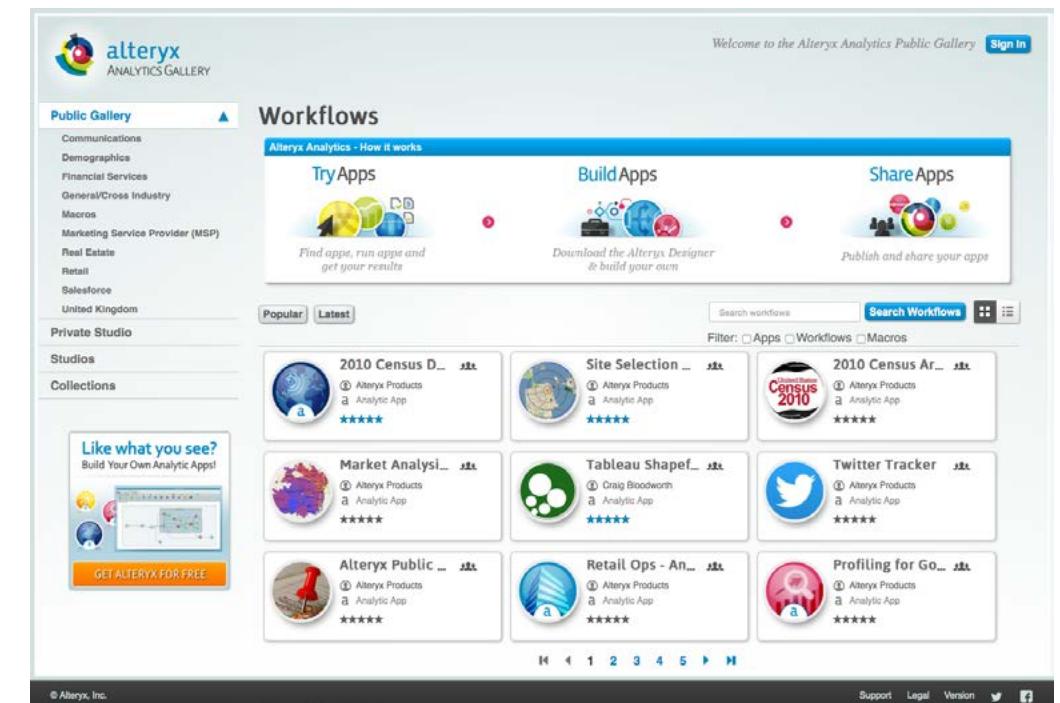 alteryx
ANALYTICS GALLERY
Welcome to the Alteryx Analytics Public Gallery
Sign In
Public Gallery
Communications
Demographics
Financial Services
General/Cross Industry
Macros
Marketing Service Provider (MSP)
Real Estate
Retail
Salesforce
United Kingdom
Private Studio
Studios
Collections
Like what you see?
Build Your Own Analytic Apps!
GET ALTERYX FOR FREE
Workflows
Alteryx Analytics - How it works
Try Apps
Find apps, run apps and
get your results
Build Apps
Download the Alteryx Designer
& build your own
Share Apps
Publish and share your apps
Popular Latest
Search workflows
Search Workflows
Filter: Apps Workflows Macros
2010 Census D...
Alteryx Products
a Analytic App
a
Site Selection ...
Alteryx Products
a Analytic App
2010 Census Ar...
Alteryx Products
a Analytic App
United States
Census
2010
Market Analysi...
Alteryx Products
a Analytic App
Tableau Shapef...
Craig Bloodworth
a Analytic App
Twitter Tracker
Alteryx Products
a Analytic App
Alteryx Public ...
Alteryx Products
a Analytic App
Retail Ops - An...
Alteryx Products
a Analytic App
a
Profiling for Go...
Alteryx Products
a Analytic App
a
1 2 3 4 5
© Alteryx, Inc.
Support Legal Version